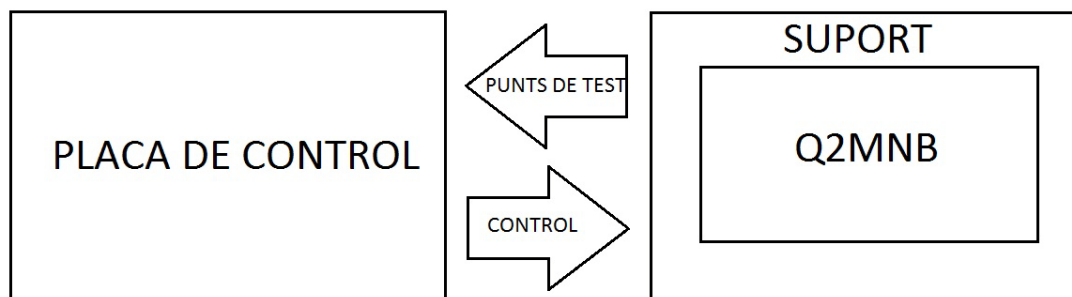 PLACA DE CONTROL
PUNTS DE TEST
CONTROL
SUPORT
Q2MNB